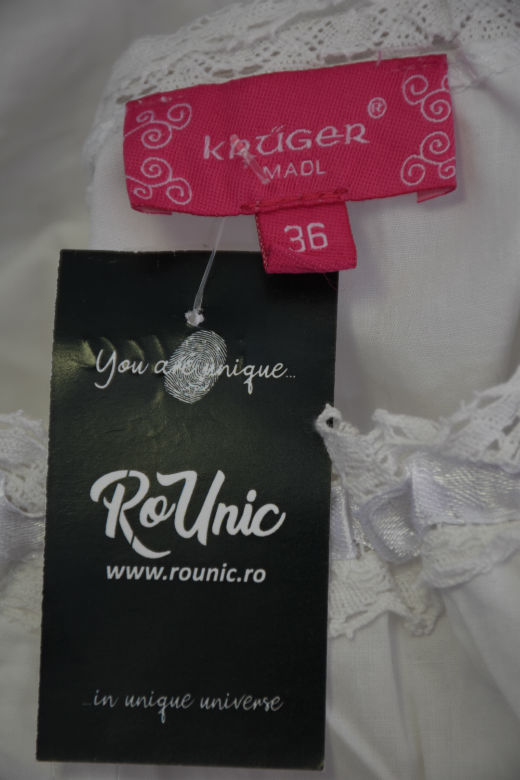 KRÜGER®
MADL
36
You are unique...
RoUnic
www.rounic.ro
...in unique universe